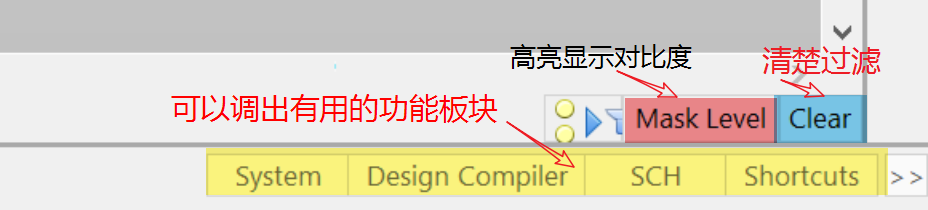 高亮显示对比度
清楚过滤
可以调出有用的功能板块
Mask Level
Clear
System
Design Compiler
SCH
Shortcuts
>>